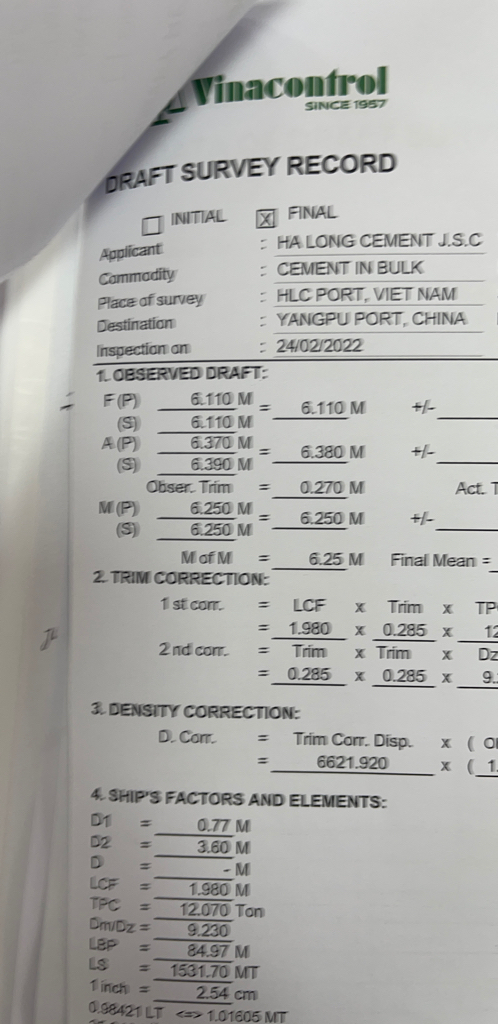 Vinacontrol
SINCE 1957
DRAFT SURVEY RECORD
INITIAL X FINAL
Applicant : HA LONG CEMENT J.S.C
Commodity : CEMENT IN BULK
Place of survey : HLC PORT, VIET NAM
Destination : YANGPU PORT, CHINA
Inspection on : 24/02/2022
1. OBSERVED DRAFT:
F (P) 6.110 M = 6.110 M +/-
(S) 6.110 M
A (P) 6.370 M = 6.380 M +/-
(S) 6.390 M
Obser. Trim = 0.270 M Act. T
M (P) 6.250 M = 6.250 M +/-
(S) 6.250 M
M of M = 6.25 M Final Mean =
2. TRIM CORRECTION:
1 st corr. = LCF x Trim x TP
= 1.980 x 0.285 x 12
2 nd corr. = Trim x Trim x Dz
= 0.285 x 0.285 x 9.
3. DENSITY CORRECTION:
D. Corr. = Trim Corr. Disp. x ( O
= 6621.920 x ( 1.
4. SHIP'S FACTORS AND ELEMENTS:
D1 = 0.77 M
D2 = 3.60 M
D = - M
LCF = 1.980 M
TPC = 12.070 Ton
Dm/Dz = 9.230
LBP = 84.97 M
LS = 1531.70 MT
1 inch = 2.54 cm
0.98421 LT <=> 1.01605 MT